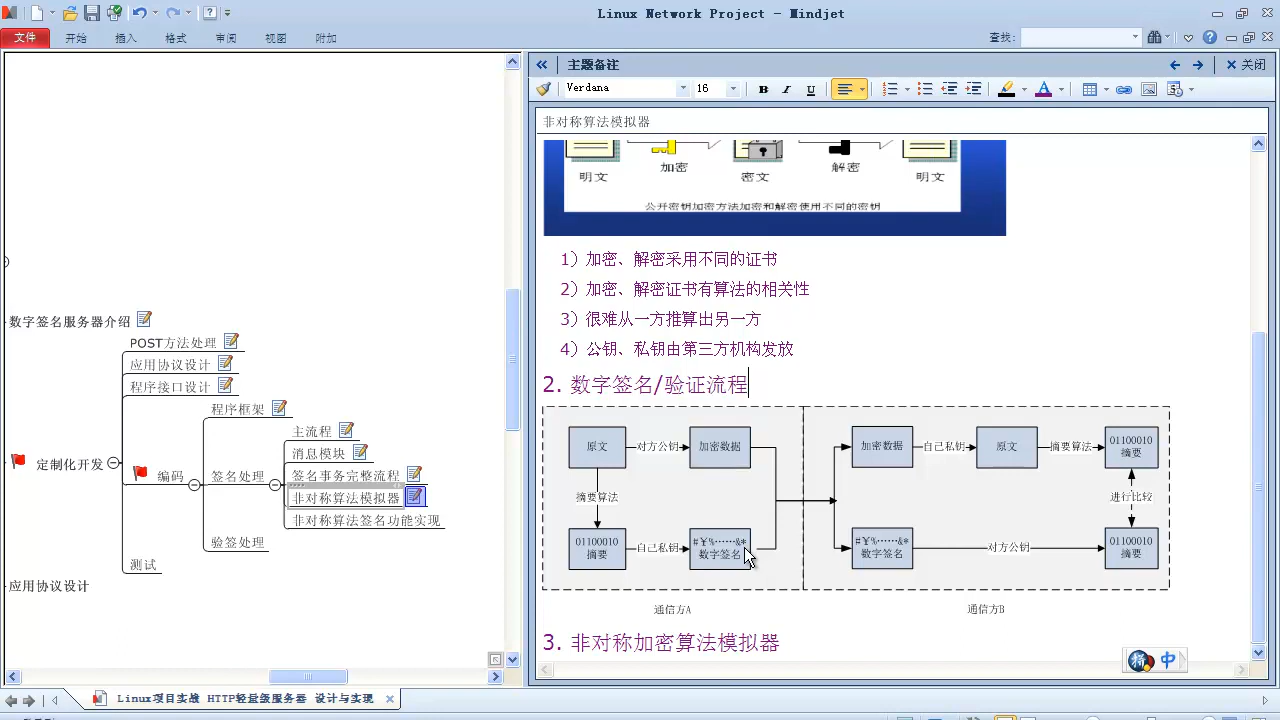 Linux Network Project - Mindjet
文件 开始 插入 格式 审阅 视图 附加 查找:
主题备注 关闭
Verdana 16 B I U A
非对称算法模拟器
加密 解密
明文 密文 明文
公开密钥加密方法加密和解密使用不同的密钥
1）加密、解密采用不同的证书
2）加密、解密证书有算法的相关性
3）很难从一方推算出另一方
4）公钥、私钥由第三方机构发放
2. 数字签名/验证流程
原文 对方公钥 加密数据 加密数据 自己私钥 原文 摘要算法 01100010 摘要
摘要算法 进行比较
01100010 摘要 自己私钥 #￥%……&* 数字签名 #￥%……&* 数字签名 对方公钥 01100010 摘要
通信方A 通信方B
3. 非对称加密算法模拟器
数字签名服务器介绍
POST方法处理
应用协议设计
程序接口设计
程序框架
主流程
消息模块
定制化开发 编码 签名处理 签名事务完整流程
非对称算法模拟器
非对称算法签名功能实现
验签处理
测试
应用协议设计
中
Linux项目实战 HTTP轻量级服务器 设计与实现